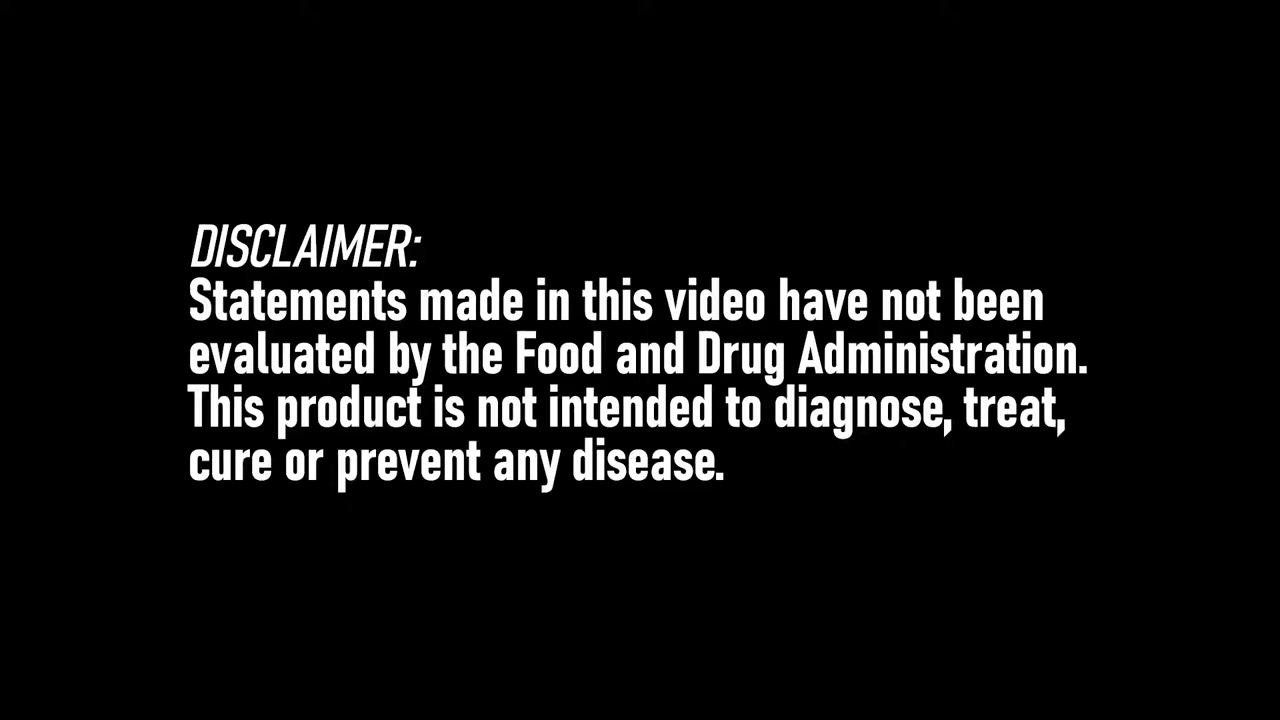 DISCLAIMER:
Statements made in this video have not been
evaluated by the Food and Drug Administration.
This product is not intended to diagnose, treat,
cure or prevent any disease.